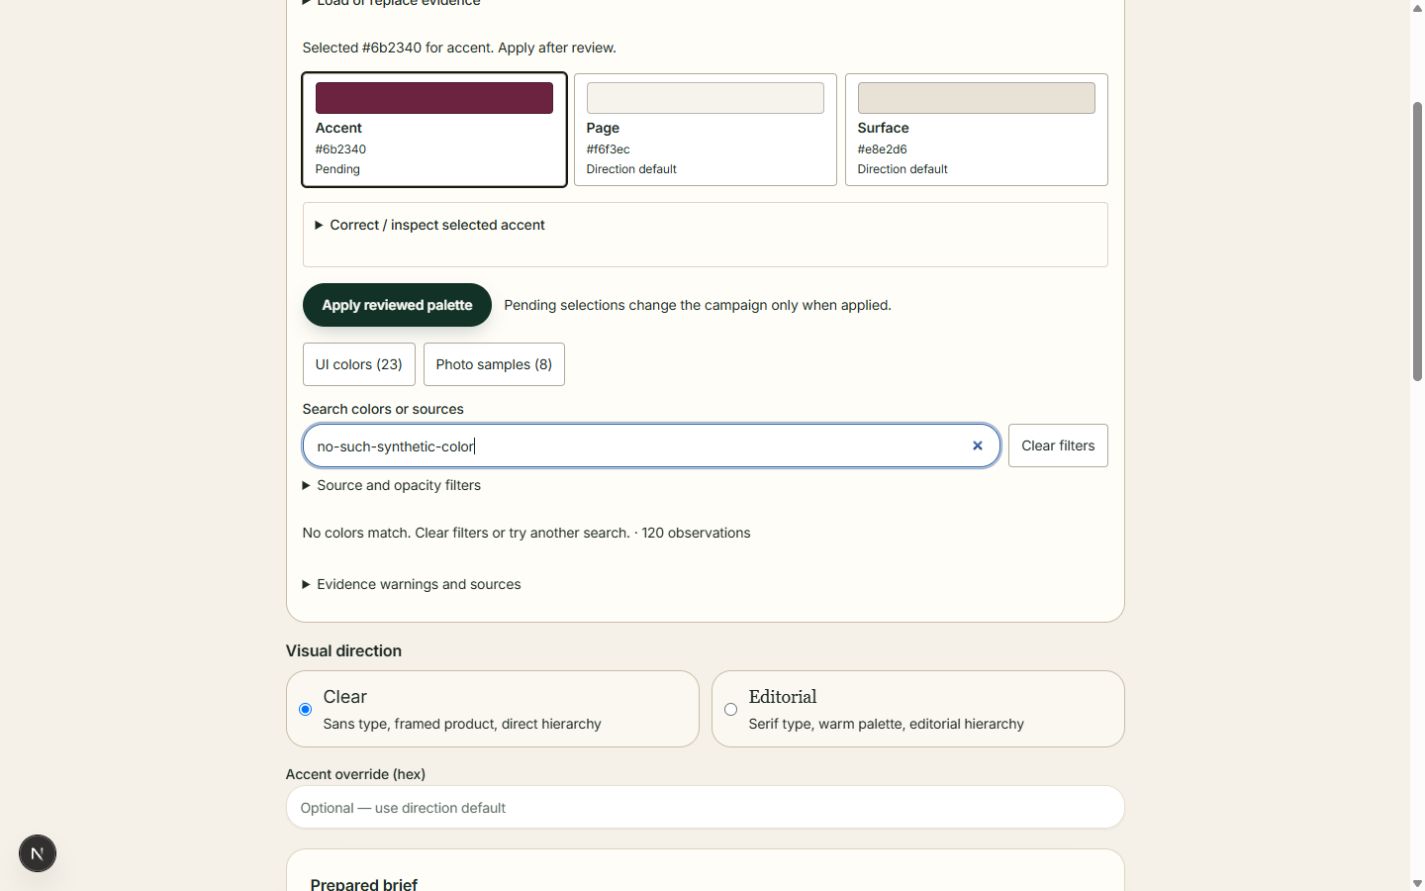 Load or replace evidence
Selected #6b2340 for accent. Apply after review.
Accent
#6b2340
Pending
Page
#f6f3ec
Direction default
Surface
#e8e2d6
Direction default
Correct / inspect selected accent
Apply reviewed palette
Pending selections change the campaign only when applied.
UI colors (23)
Photo samples (8)
Search colors or sources
no-such-synthetic-color
Clear filters
Source and opacity filters
No colors match. Clear filters or try another search. · 120 observations
Evidence warnings and sources
Visual direction
Clear
Sans type, framed product, direct hierarchy
Editorial
Serif type, warm palette, editorial hierarchy
Accent override (hex)
Optional — use direction default
N
Prepared brief